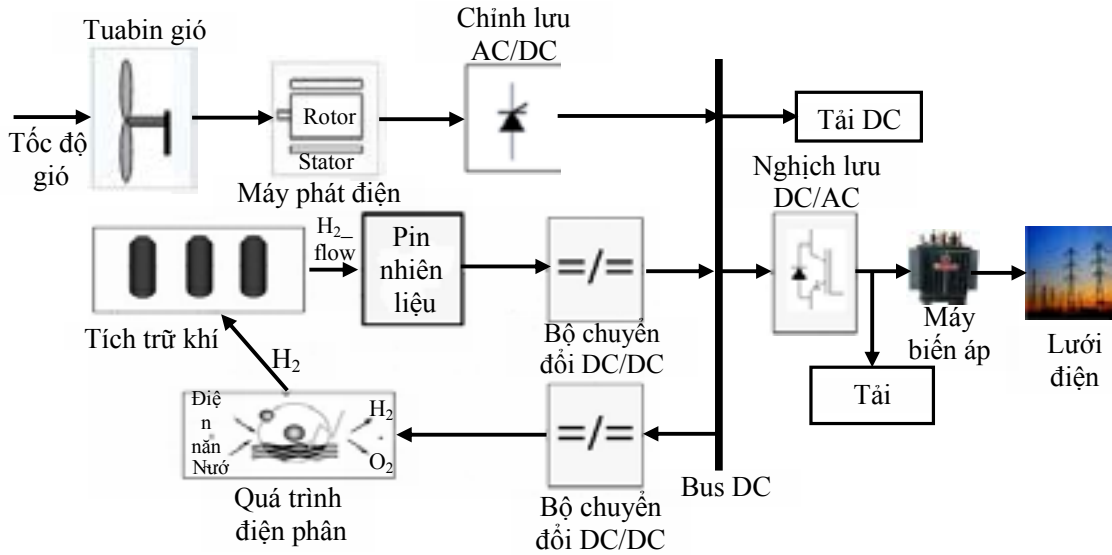 Tuabin gió
Chỉnh lưu
AC/DC
Tốc độ
gió
Rotor
Stator
Máy phát điện
Tải DC
Nghịch lưu
DC/AC
H2_
flow
Pin
nhiên
liệu
=/=
Tích trữ khí
Bộ chuyển
đổi DC/DC
Máy
biến áp
Lưới
điện
Tải
H2
Điệ
n
năn
Nướ
H2
O2
=/=
Quá trình
điện phân
Bộ chuyển
đổi DC/DC
Bus DC